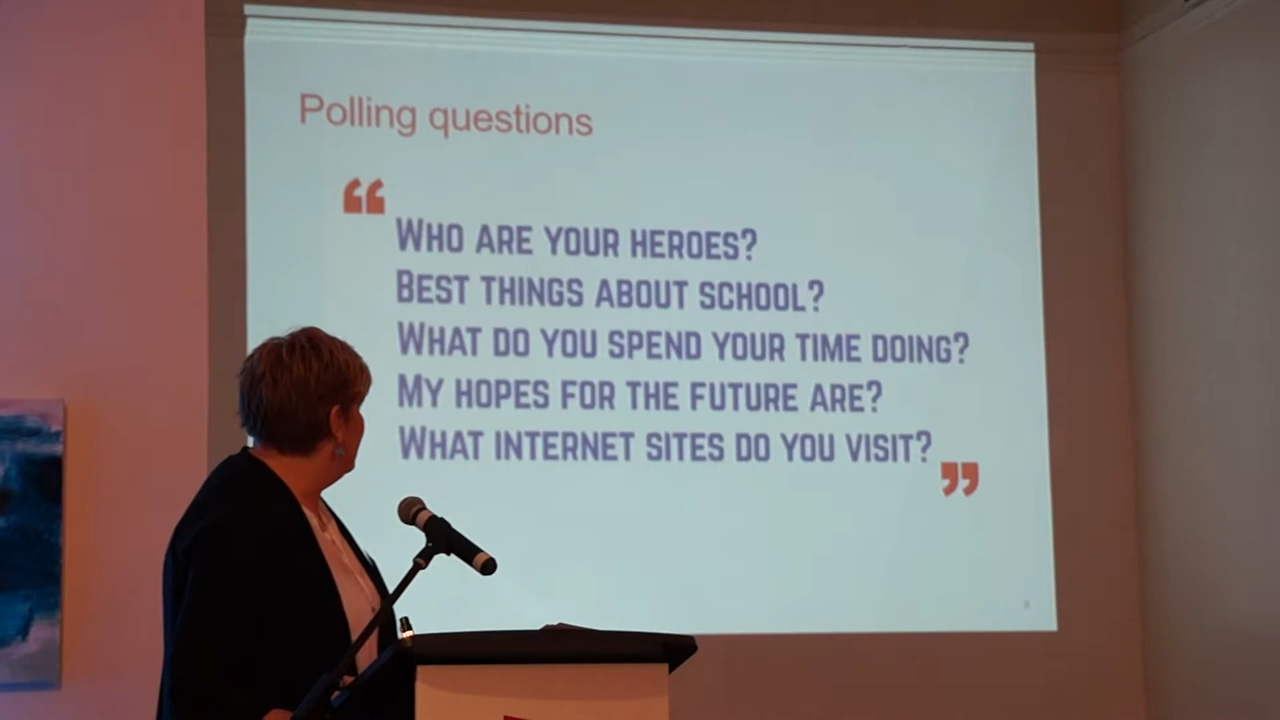 Polling questions
“
WHO ARE YOUR HEROES?
BEST THINGS ABOUT SCHOOL?
WHAT DO YOU SPEND YOUR TIME DOING?
MY HOPES FOR THE FUTURE ARE?
WHAT INTERNET SITES DO YOU VISIT?
”